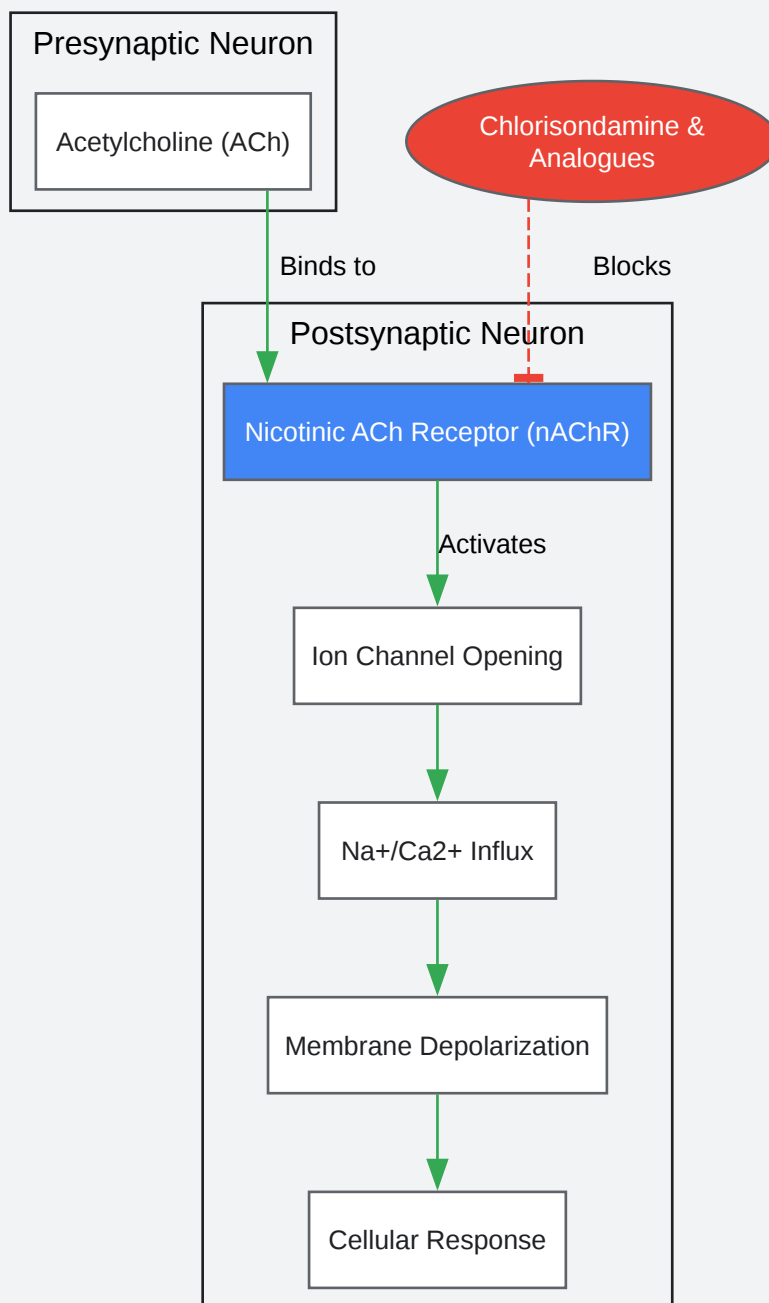 Presynaptic Neuron
Acetylcholine (ACh)
Chlorisondamine &
Analogues
Binds to
Blocks
Postsynaptic Neuron
Nicotinic ACh Receptor (nAChR)
Activates
Ion Channel Opening
Na+/Ca2+ Influx
Membrane Depolarization
Cellular Response